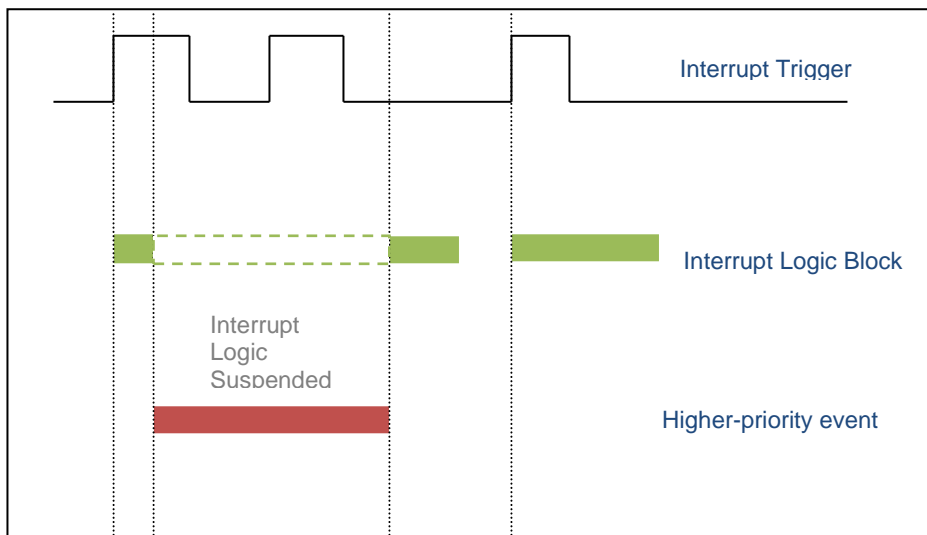 Interrupt Trigger
Interrupt Logic Block
Interrupt
Logic
Suspended
Higher-priority event